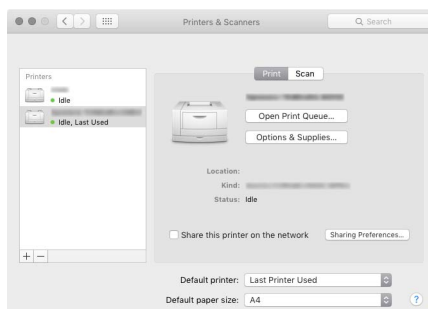 Printers & Scanners
Search
Printers
Idle
Idle, Last Used
Print Scan
Open Print Queue...
Options & Supplies...
Location:
Kind:
Status: Idle
Share this printer on the network
Sharing Preferences...
+ −
Default printer: Last Printer Used
Default paper size: A4
?